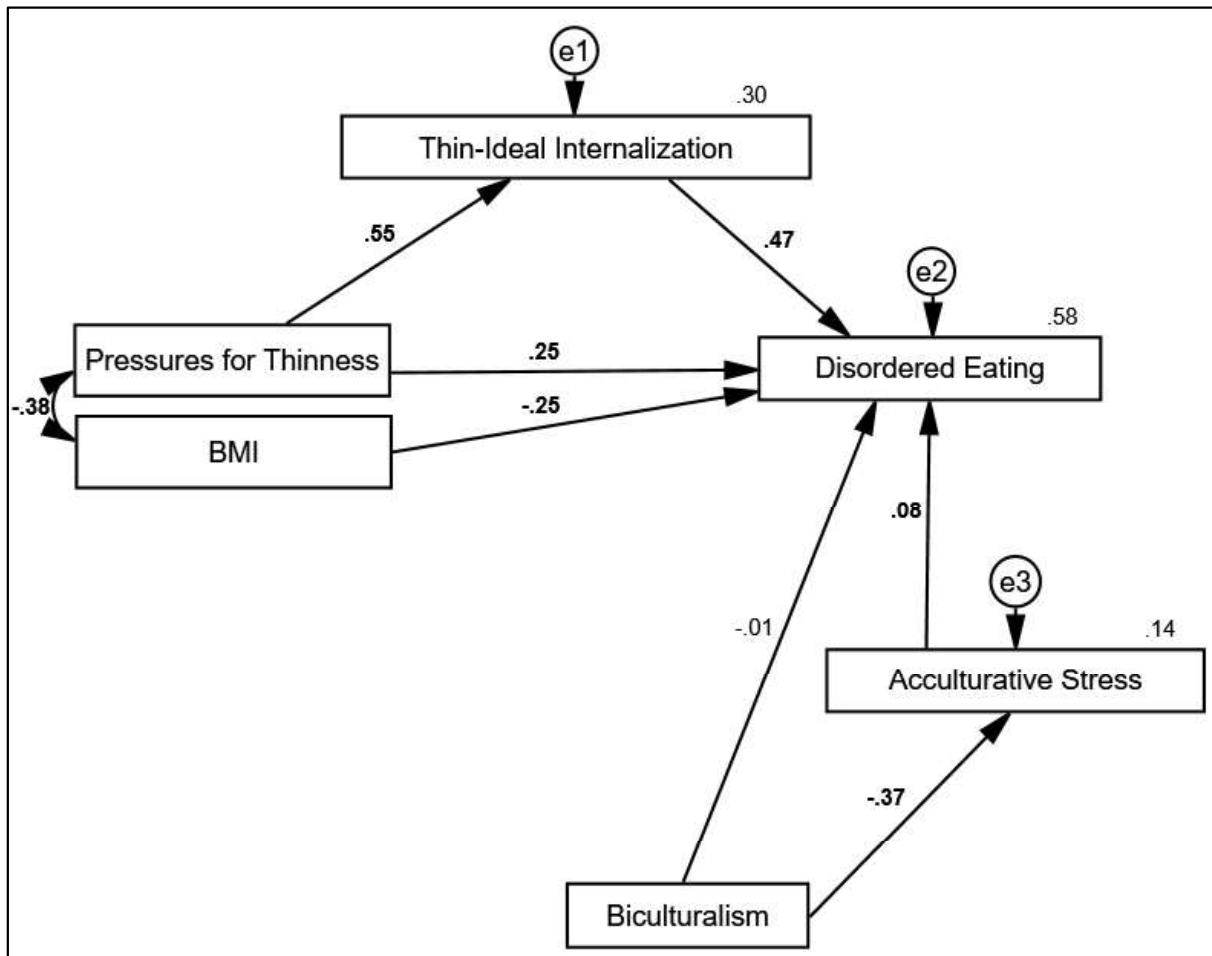 e1
.30
Thin-Ideal Internalization
.55
.47
e2
.58
Pressures for Thinness
.25
Disordered Eating
-.38
-.25
BMI
.08
e3
-.01
.14
Acculturative Stress
-.37
Biculturalism